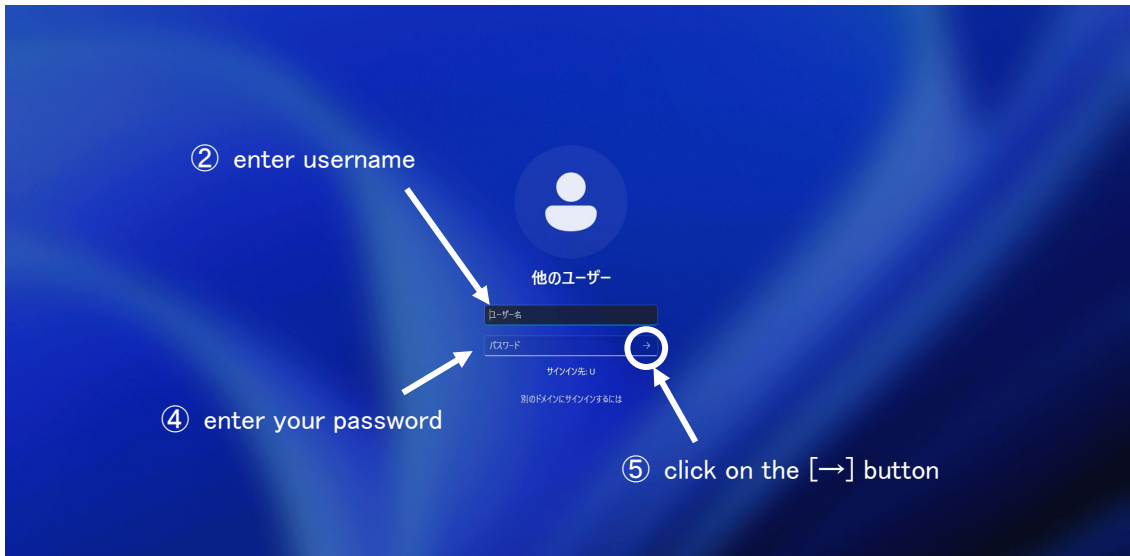 ② enter username
他のユーザー
ユーザー名
パスワード
→
サインイン先: U
別のドメインにサインインするには
④ enter your password
⑤ click on the [→] button